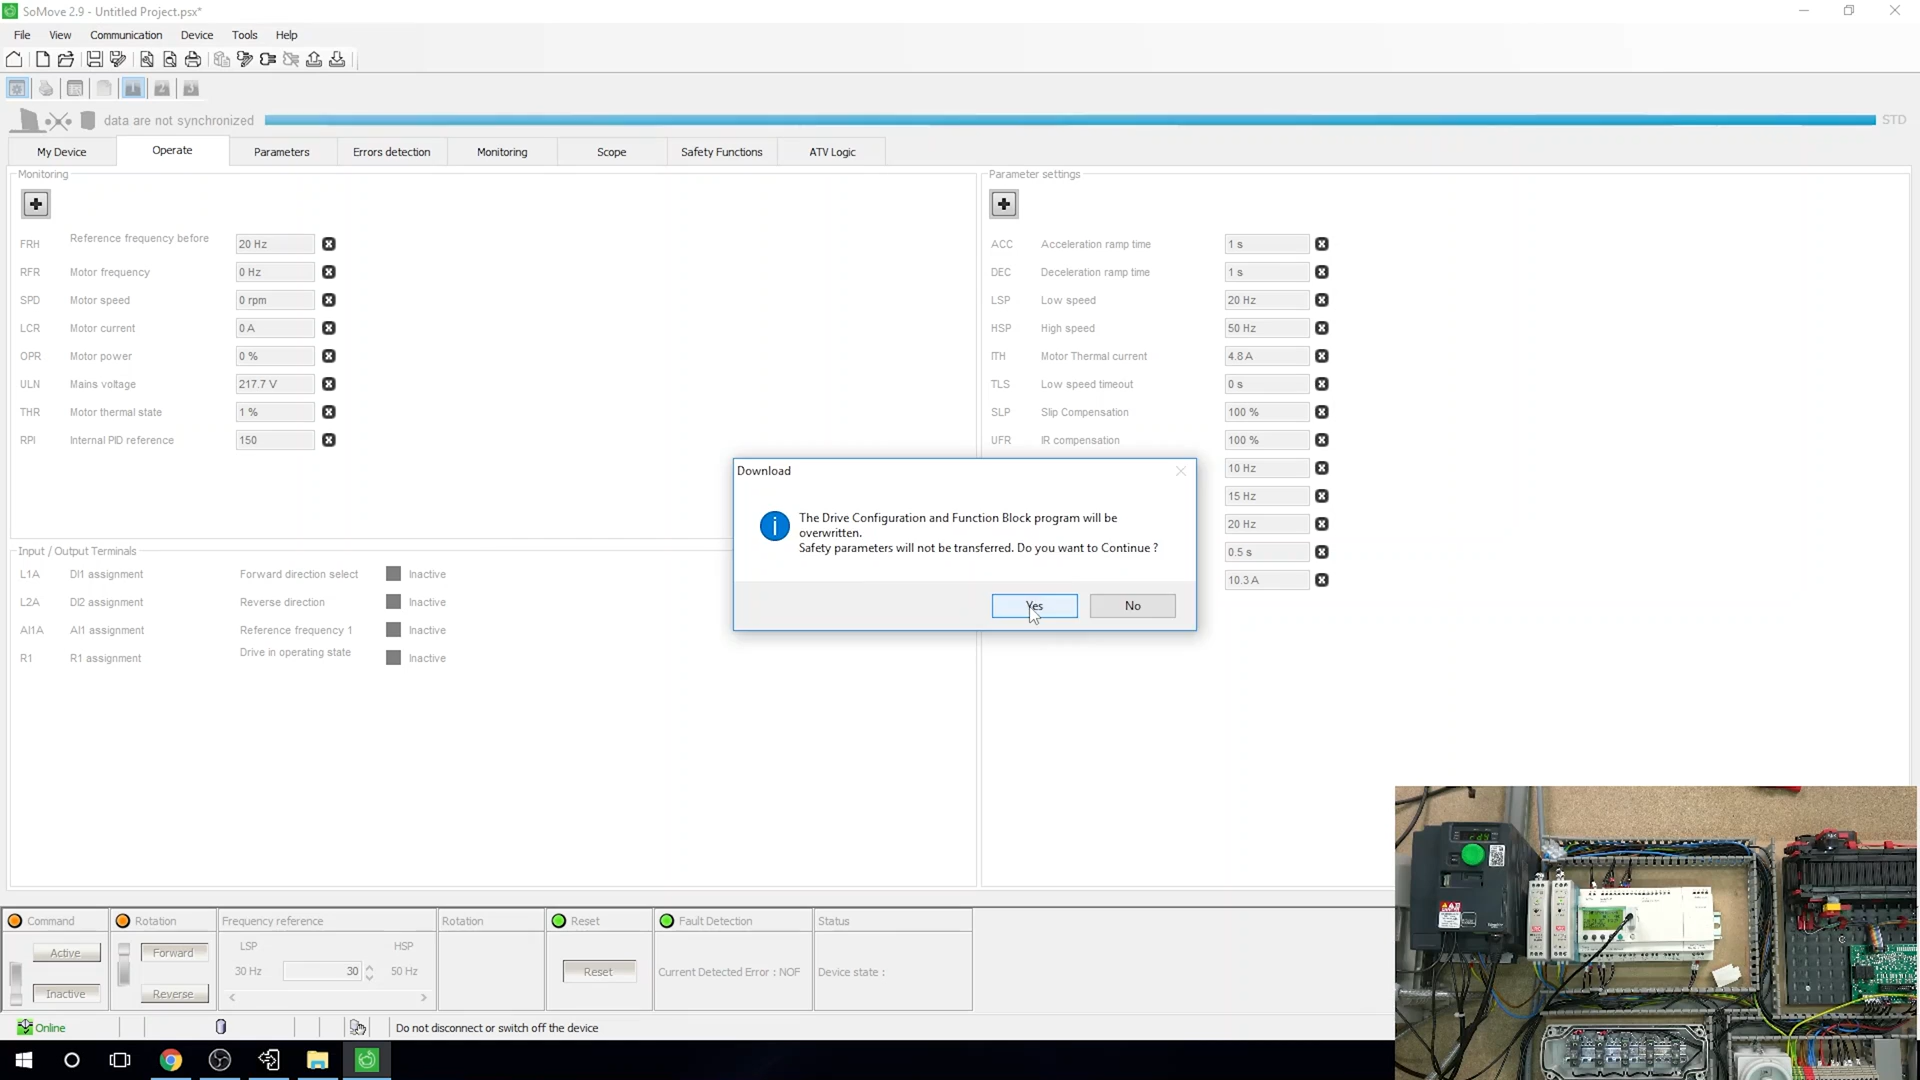 SoMove 2.9 - Untitled Project.psx*
File View Communication Device Tools Help
1 2 3
data are not synchronized STD
My Device Operate Parameters Errors detection Monitoring Scope Safety Functions ATV Logic
Monitoring
FRH Reference frequency before 20 Hz
RFR Motor frequency 0 Hz
SPD Motor speed 0 rpm
LCR Motor current 0 A
OPR Motor power 0 %
ULN Mains voltage 217.7 V
THR Motor thermal state 1 %
RPI Internal PID reference 150
Parameter settings
ACC Acceleration ramp time 1 s
DEC Deceleration ramp time 1 s
LSP Low speed 20 Hz
HSP High speed 50 Hz
ITH Motor Thermal current 4.8 A
TLS Low speed timeout 0 s
SLP Slip Compensation 100 %
UFR IR compensation 100 %
10 Hz
15 Hz
20 Hz
0.5 s
10.3 A
Download
The Drive Configuration and Function Block program will be
overwritten.
Safety parameters will not be transferred. Do you want to Continue ?
Yes No
Input / Output Terminals
L1A DI1 assignment Forward direction select Inactive
L2A DI2 assignment Reverse direction Inactive
AI1A AI1 assignment Reference frequency 1 Inactive
R1 R1 assignment Drive in operating state Inactive
Command
Active
Inactive
Rotation
Forward
Reverse
Frequency reference
LSP HSP
30 Hz 30 50 Hz
Rotation
Reset
Reset
Fault Detection
Current Detected Error : NOF
Status
Device state :
Online Do not disconnect or switch off the device
rdy